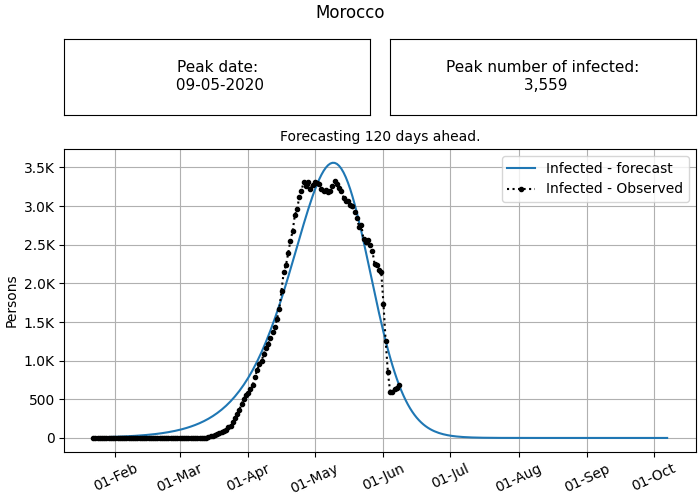 Morocco
Peak date:
09-05-2020
Peak number of infected:
3,559
Forecasting 120 days ahead.
Infected - forecast
Infected - Observed
3.5K
3.0K
2.5K
2.0K
1.5K
1.0K
500
0
Persons
01-Feb
01-Mar
01-Apr
01-May
01-Jun
01-Jul
01-Aug
01-Sep
01-Oct